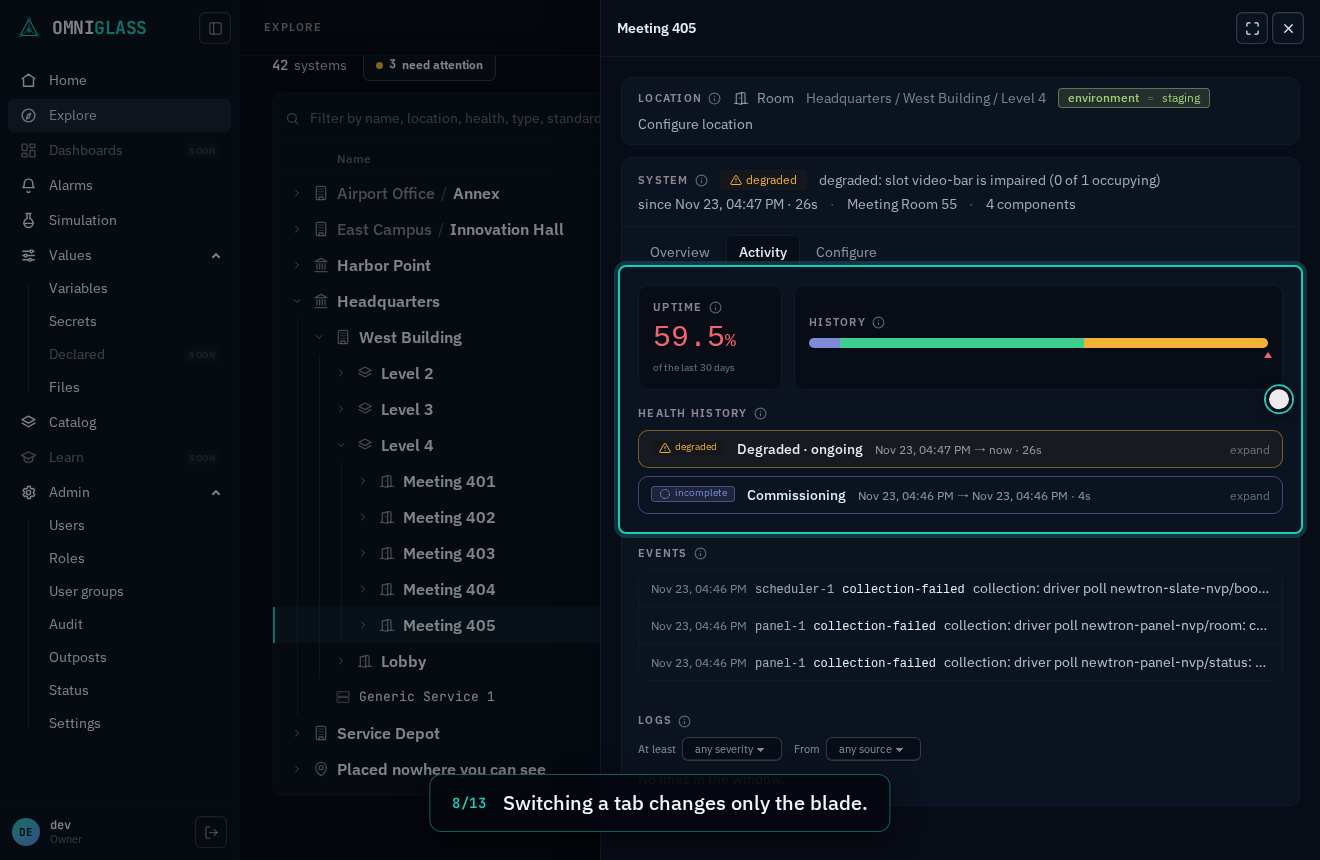 OMNIGLASS
Home
Explore
Dashboards SOON
Alarms
Simulation
Values
Variables
Secrets
Declared
Files
Catalog
Learn SOON
Admin
Users
Roles
User groups
Audit
Outposts
Status
Settings
DE dev
Owner
EXPLORE
42 systems 3 need attention
Filter by name, location, health, type, standard
Name
Airport Office / Annex
East Campus / Innovation Hall
Harbor Point
Headquarters
West Building
Level 2
Level 3
Level 4
Meeting 401
Meeting 402
Meeting 403
Meeting 404
Meeting 405
Lobby
Generic Service 1
Service Depot
Placed nowhere you can see
Meeting 405
LOCATION Room Headquarters / West Building / Level 4 environment = staging
Configure location
SYSTEM degraded degraded: slot video-bar is impaired (0 of 1 occupying)
since Nov 23, 04:47 PM · 26s · Meeting Room 55 · 4 components
Overview Activity Configure
UPTIME
59.5%
of the last 30 days
HISTORY
HEALTH HISTORY
degraded Degraded · ongoing Nov 23, 04:47 PM → now · 26s expand
incomplete Commissioning Nov 23, 04:46 PM → Nov 23, 04:46 PM · 4s expand
EVENTS
Nov 23, 04:46 PM scheduler-1 collection-failed collection: driver poll newtron-slate-nvp/boo...
Nov 23, 04:46 PM panel-1 collection-failed collection: driver poll newtron-panel-nvp/room: c...
Nov 23, 04:46 PM panel-1 collection-failed collection: driver poll newtron-panel-nvp/status: ...
LOGS
At least any severity From any source
No lines in the window.
8/13 Switching a tab changes only the blade.